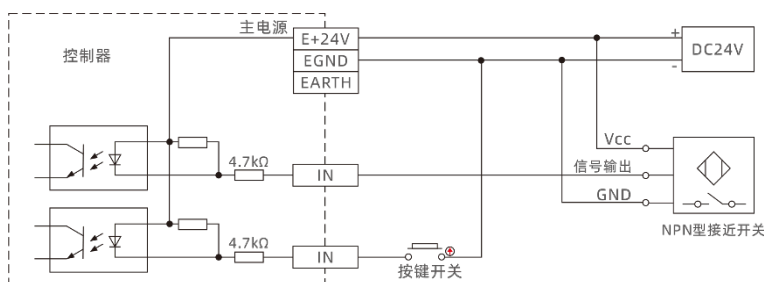 主电源
E+24V
+
DC24V
控制器
EGND
-
EARTH
Vcc
4.7kΩ
信号输出
IN
GND
NPN型接近开关
4.7kΩ
IN
按键开关